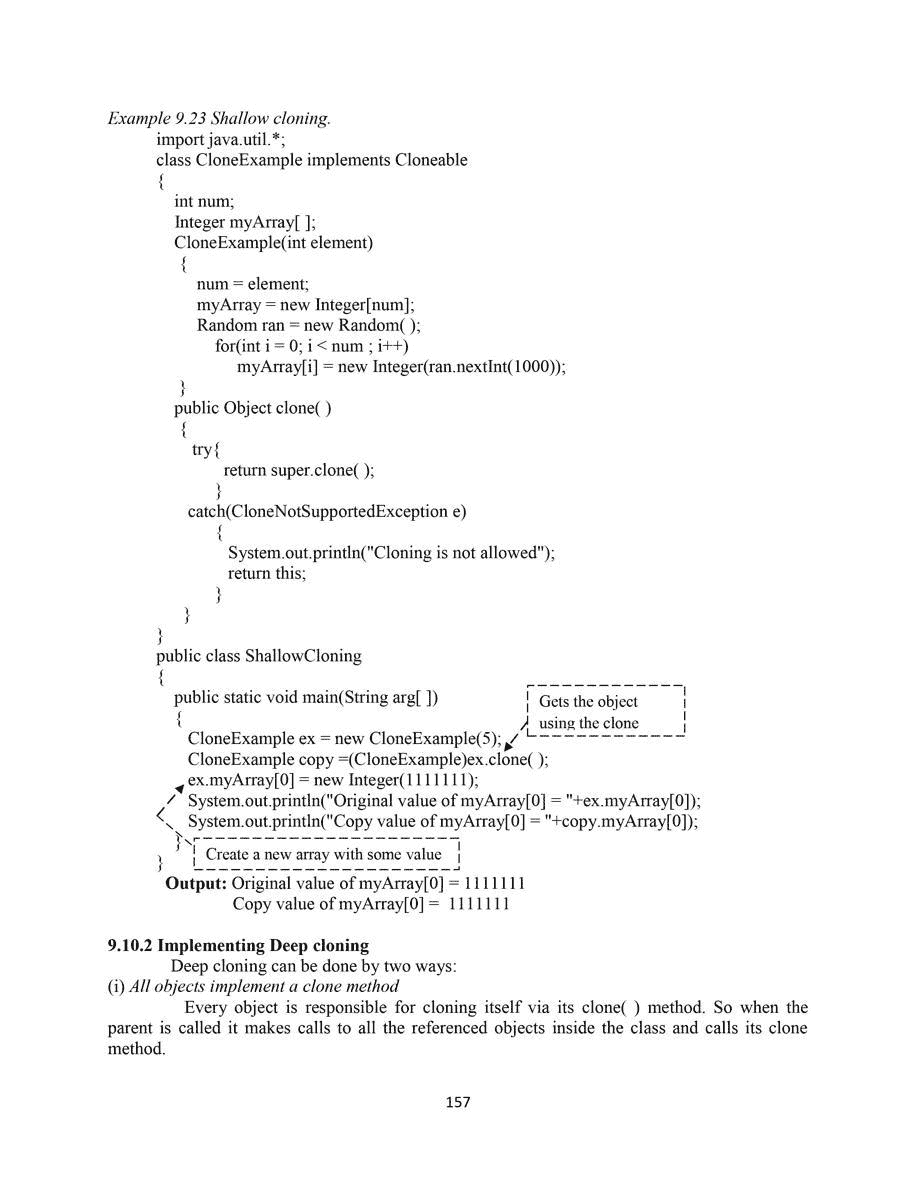 Example 9.23 Shallow cloning.
import java.util.*;
class CloneExample implements Cloneable
{
int num;
Integer myArray[ ];
CloneExample(int element)
{
num = element;
myArray = new Integer[num];
Random ran = new Random( );
for(int i = 0; i < num ; i++)
myArray[i] = new Integer(ran.nextInt(1000));
}
public Object clone( )
{
try{
return super.clone( );
}
catch(CloneNotSupportedException e)
{
System.out.println("Cloning is not allowed");
return this;
}
}
}
public class ShallowCloning
{
public static void main(String arg[ ])
{
Gets the object
using the clone
CloneExample ex = new CloneExample(5);
CloneExample copy =(CloneExample)ex.clone( );
ex.myArray[0] = new Integer(1111111);
System.out.println("Original value of myArray[0] = "+ex.myArray[0]);
System.out.println("Copy value of myArray[0] = "+copy.myArray[0]);
}
Create a new array with some value
}
Output: Original value of myArray[0] = 1111111
Copy value of myArray[0] = 1111111
9.10.2 Implementing Deep cloning
Deep cloning can be done by two ways:
(i) All objects implement a clone method
Every object is responsible for cloning itself via its clone( ) method. So when the
parent is called it makes calls to all the referenced objects inside the class and calls its clone
method.
157